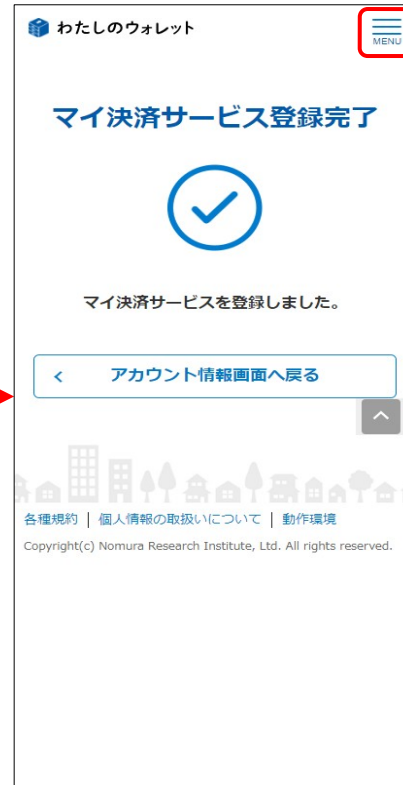 わたしのウォレット
MENU
マイ決済サービス登録完了
マイ決済サービスを登録しました。
アカウント情報画面へ戻る
各種規約 | 個人情報の取扱いについて | 動作環境
Copyright(c) Nomura Research Institute, Ltd. All rights reserved.